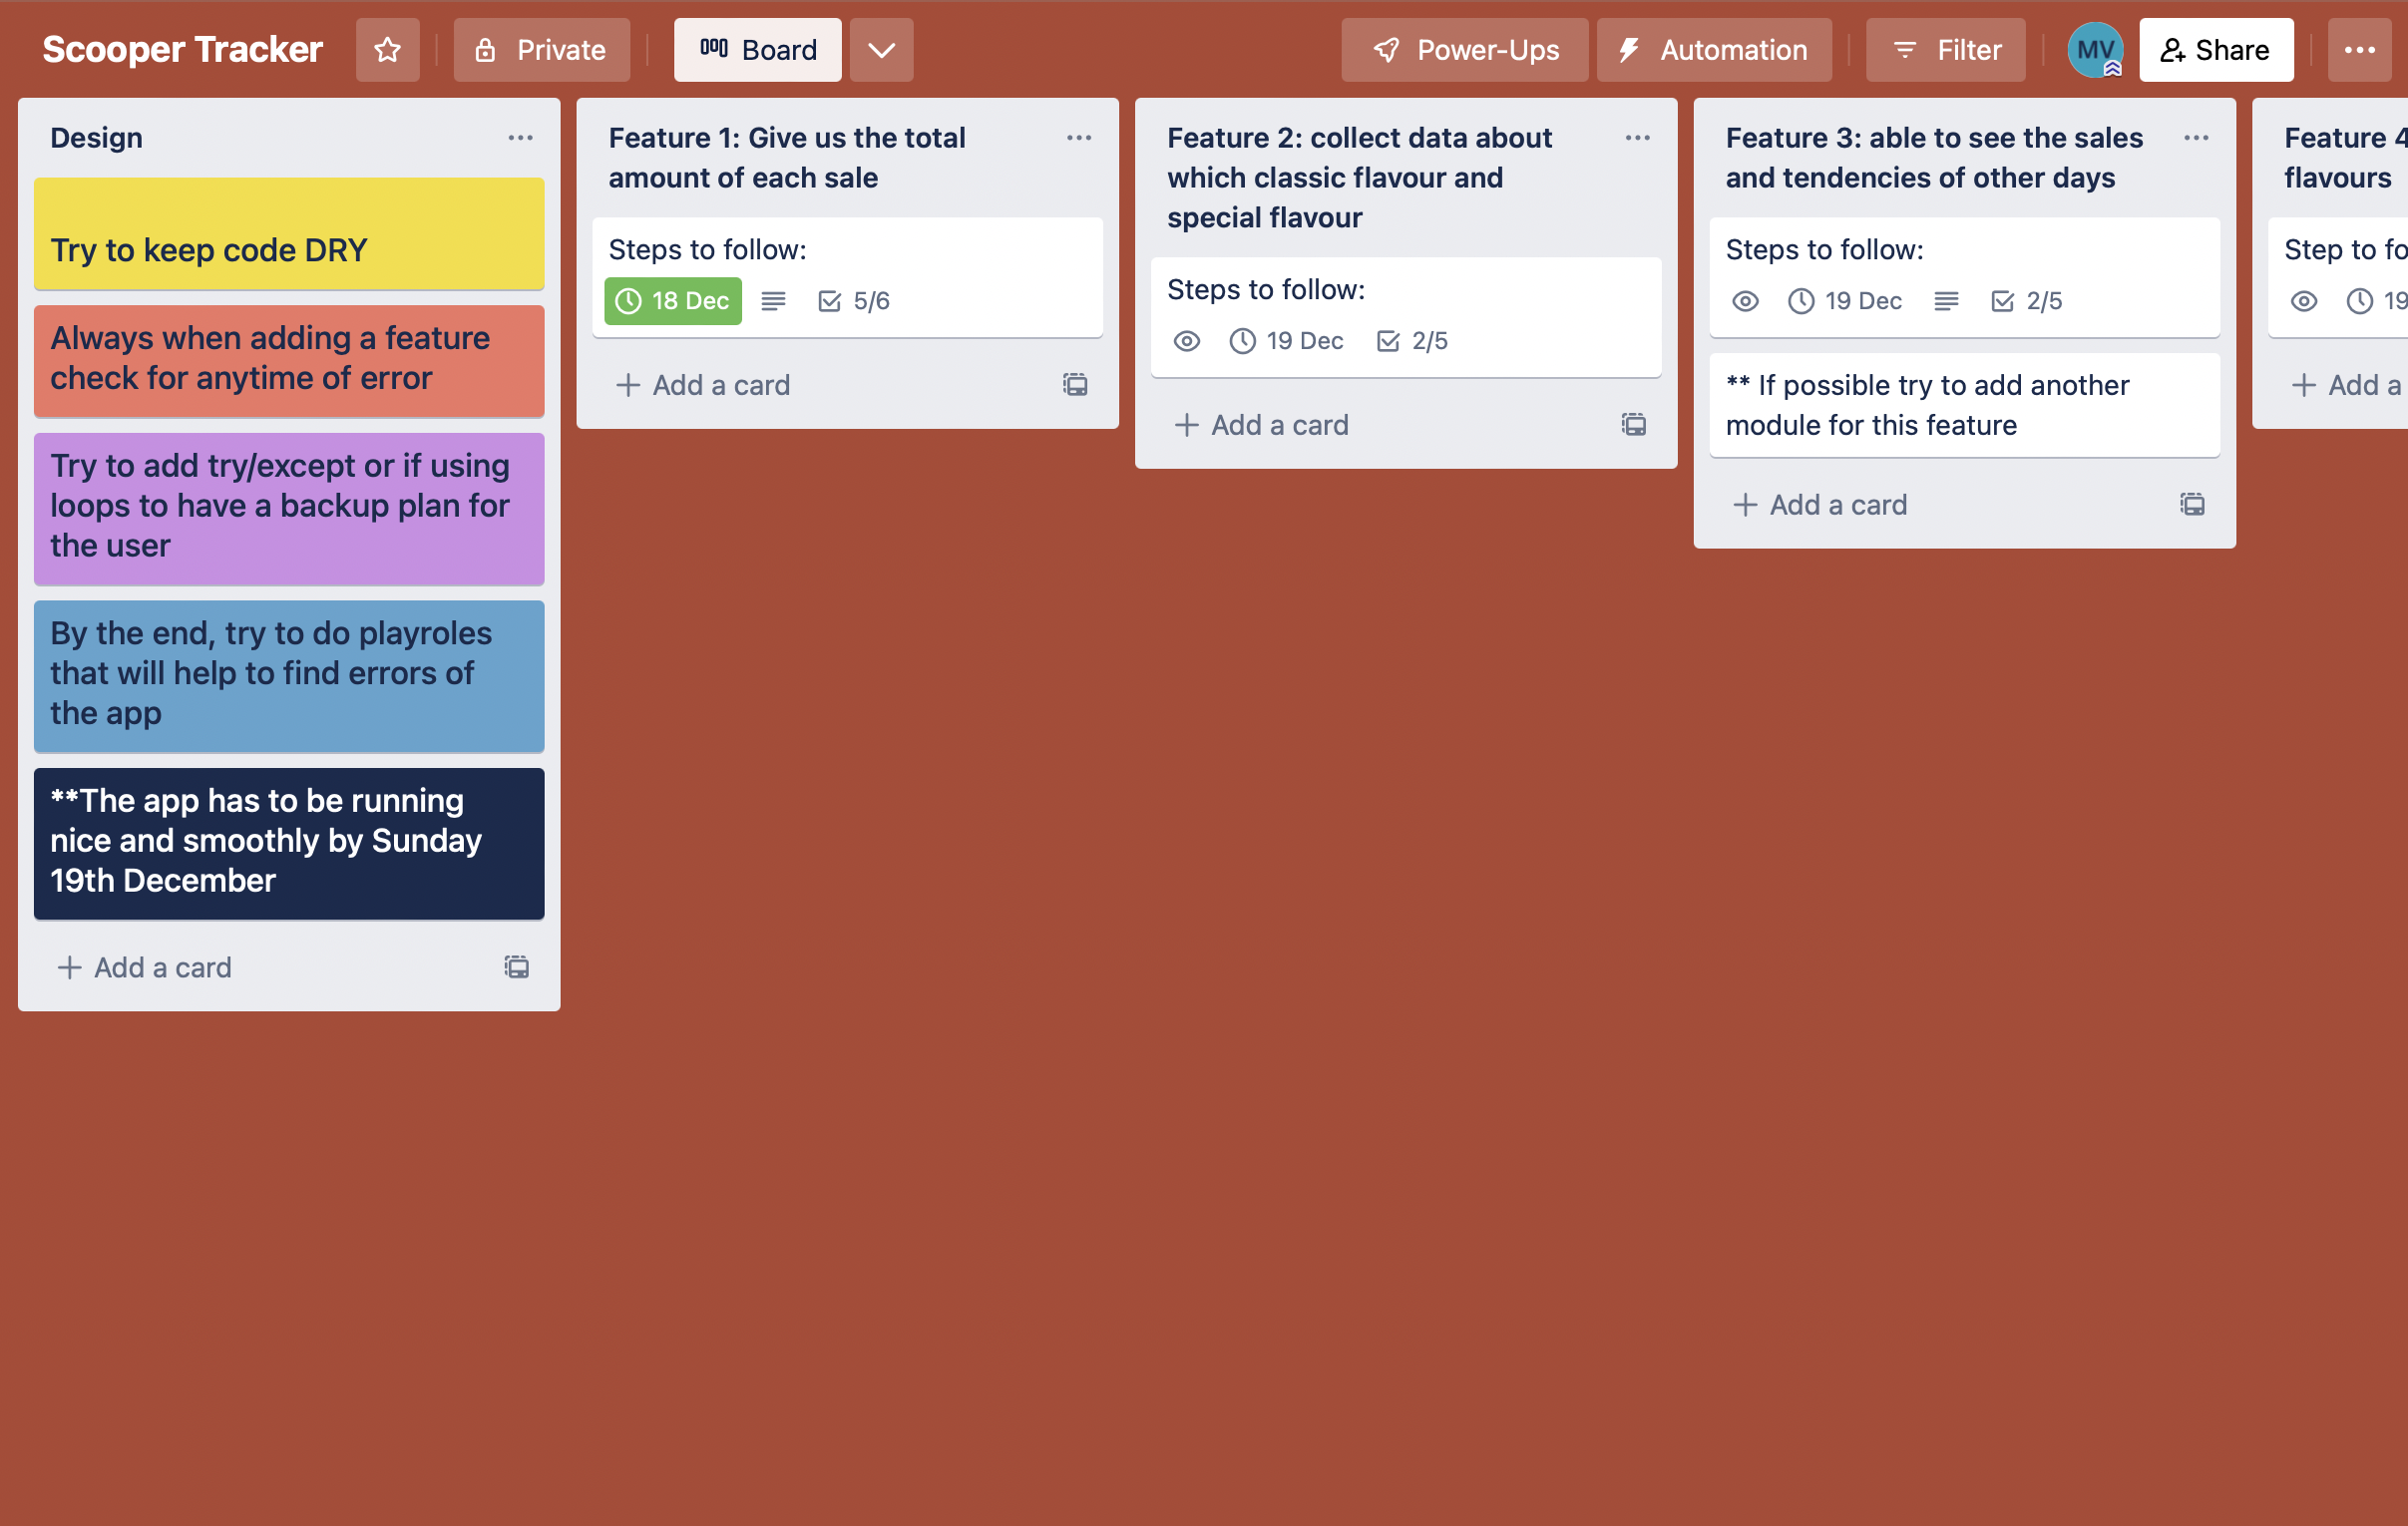 Scooper Tracker
Private
Board
Power-Ups
Automation
Filter
MV
Share
Design
Try to keep code DRY
Always when adding a feature
check for anytime of error
Try to add try/except or if using
loops to have a backup plan for
the user
By the end, try to do playroles
that will help to find errors of
the app
**The app has to be running
nice and smoothly by Sunday
19th December
+ Add a card
Feature 1: Give us the total
amount of each sale
Steps to follow:
18 Dec
5/6
+ Add a card
Feature 2: collect data about
which classic flavour and
special flavour
Steps to follow:
19 Dec
2/5
+ Add a card
Feature 3: able to see the sales
and tendencies of other days
Steps to follow:
19 Dec
2/5
** If possible try to add another
module for this feature
+ Add a card
Feature 4
flavours
Step to fo
19
+ Add a